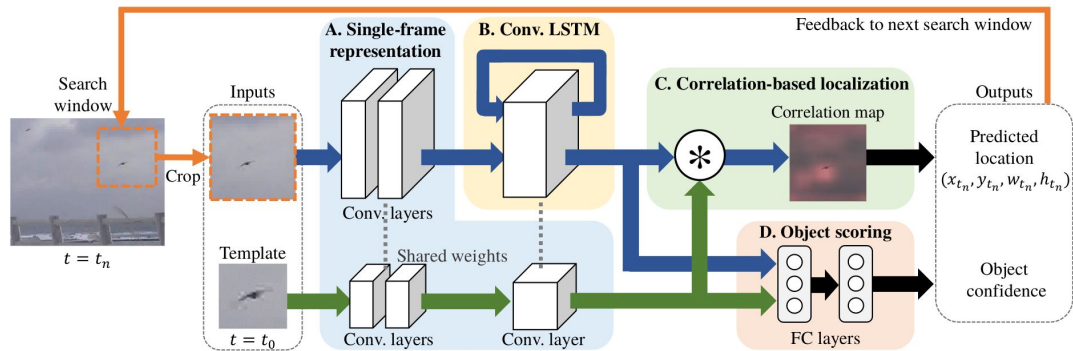 Feedback to next search window
A. Single-frame
representation
B. Conv. LSTM
Search
window
Inputs
C. Correlation-based localization
Outputs
Correlation map
Crop
Predicted
location
(x_{t_n}, y_{t_n}, w_{t_n}, h_{t_n})
Conv. layers
t = t_n
Template
Shared weights
D. Object scoring
Object
confidence
t = t_0
Conv. layers
Conv. layer
FC layers